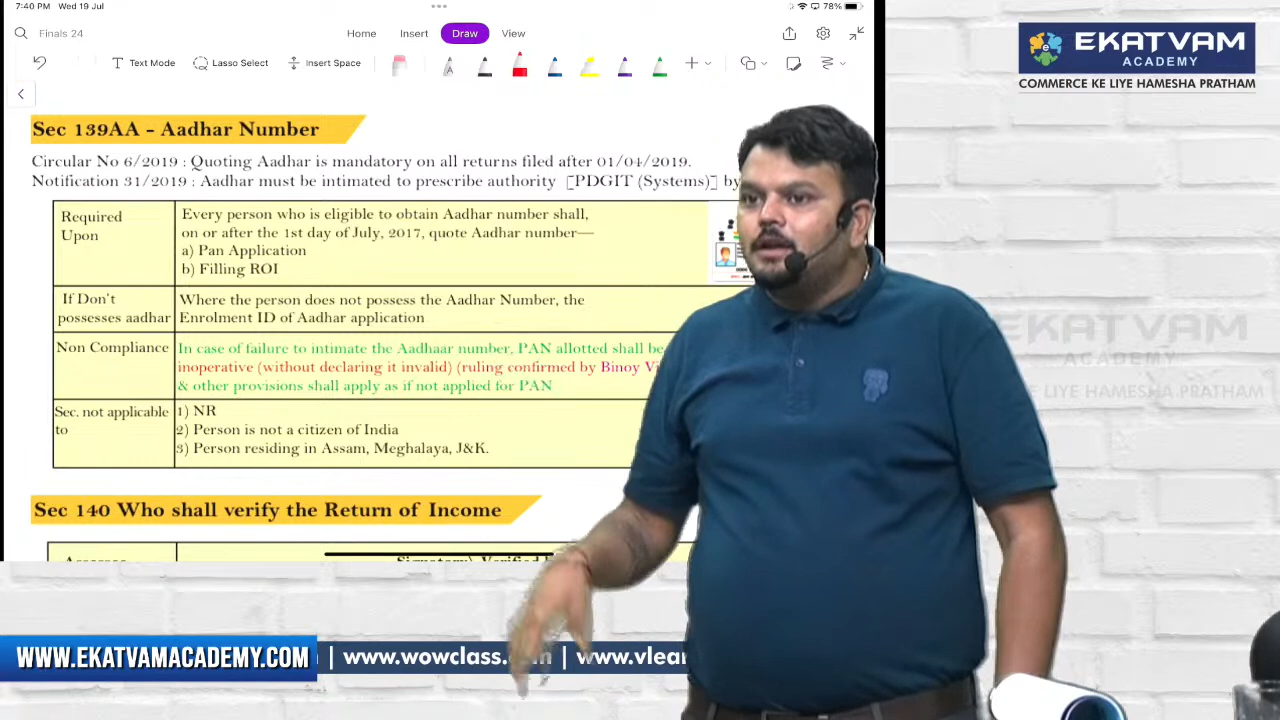 7:40 PM Wed 19 Jul
78%
Finals 24
Home Insert Draw View
Text Mode Lasso Select Insert Space
EKATVAM
ACADEMY
COMMERCE KE LIYE HAMESHA PRATHAM
Sec 139AA - Aadhar Number
Circular No 6/2019 : Quoting Aadhar is mandatory on all returns filed after 01/04/2019.
Notification 31/2019 : Aadhar must be intimated to prescribe authority [PDGIT (Systems)] by
Required
Upon
Every person who is eligible to obtain Aadhar number shall,
on or after the 1st day of July, 2017, quote Aadhar number—
a) Pan Application
b) Filling ROI
If Don't
possesses aadhar
Where the person does not possess the Aadhar Number, the
Enrolment ID of Aadhar application
Non Compliance
In case of failure to intimate the Aadhaar number, PAN allotted shall be
inoperative (without declaring it invalid) (ruling confirmed by Binoy Vi
& other provisions shall apply as if not applied for PAN
Sec. not applicable
to
1) NR
2) Person is not a citizen of India
3) Person residing in Assam, Meghalaya, J&K.
EKATVAM
ACADEMY
KE LIYE HAMESHA PRATHAM
Sec 140 Who shall verify the Return of Income
WWW.EKATVAMACADEMY.COM
| www.wowclass.com | www.vlear